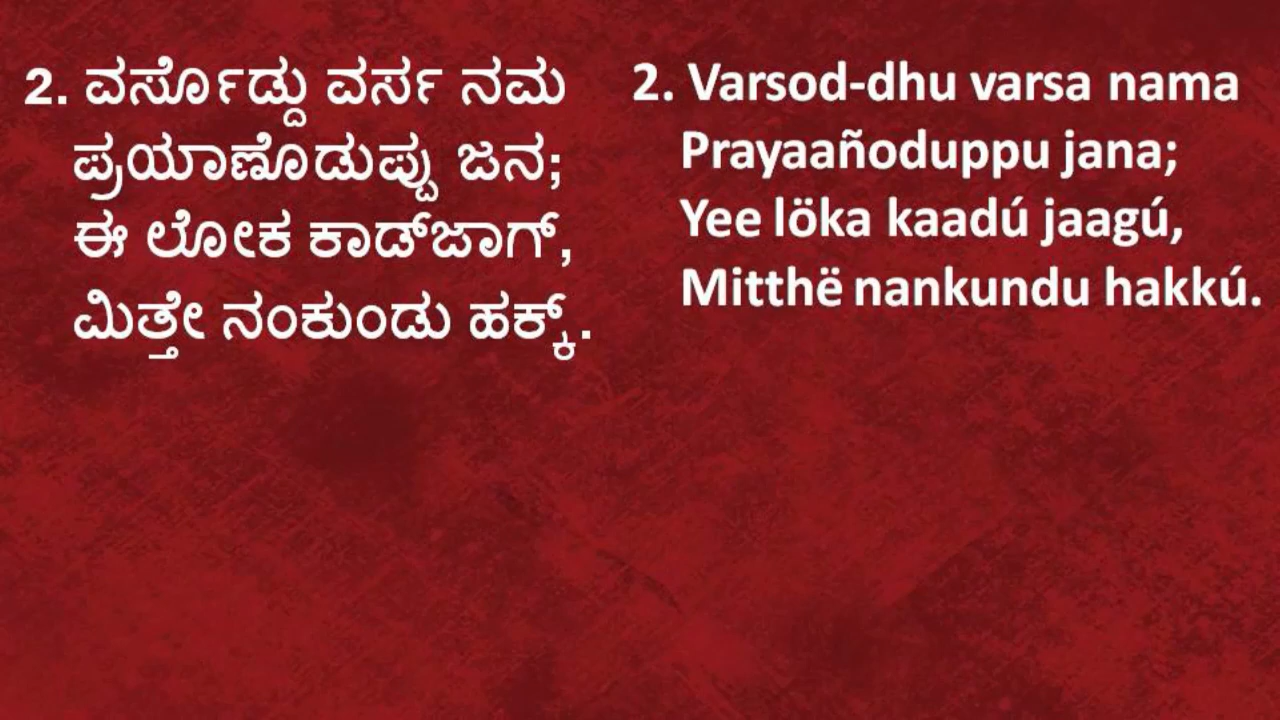 2. ವರ್ಸೊಡ್ದು ವರ್ಸ ನಮ
ಪ್ರಯಾಣೊಡುಪ್ಪು ಜನ;
ಈ ಲೋಕ ಕಾಡ್‌ಜಾಗ್,
ಮಿತ್ತೇ ನಂಕುಂಡು ಹಕ್ಕ್.
2. Varsod-dhu varsa nama
Prayaañoduppu jana;
Yee löka kaadú jaagú,
Mitthë nankundu hakkú.